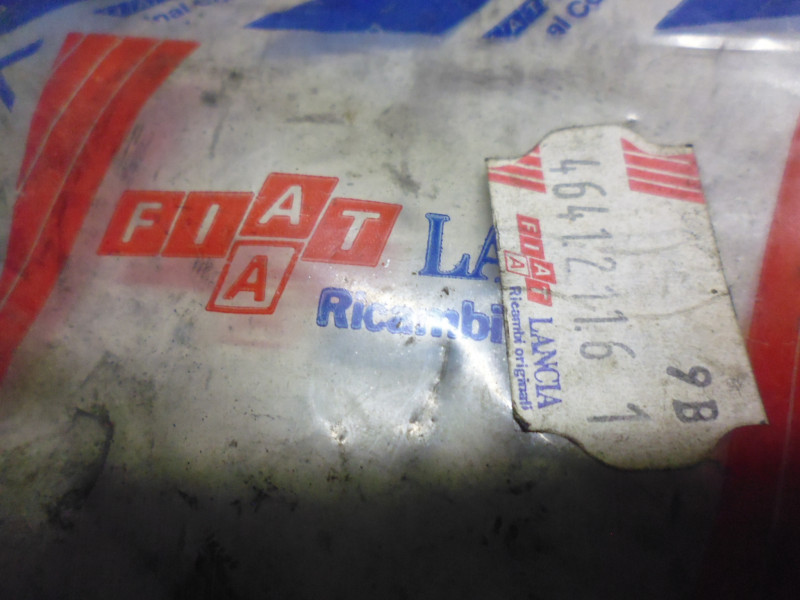 FIAT LA
A
Ricambi
46412116 1
9B
FIAT LANCIA
A
Ricambi originali